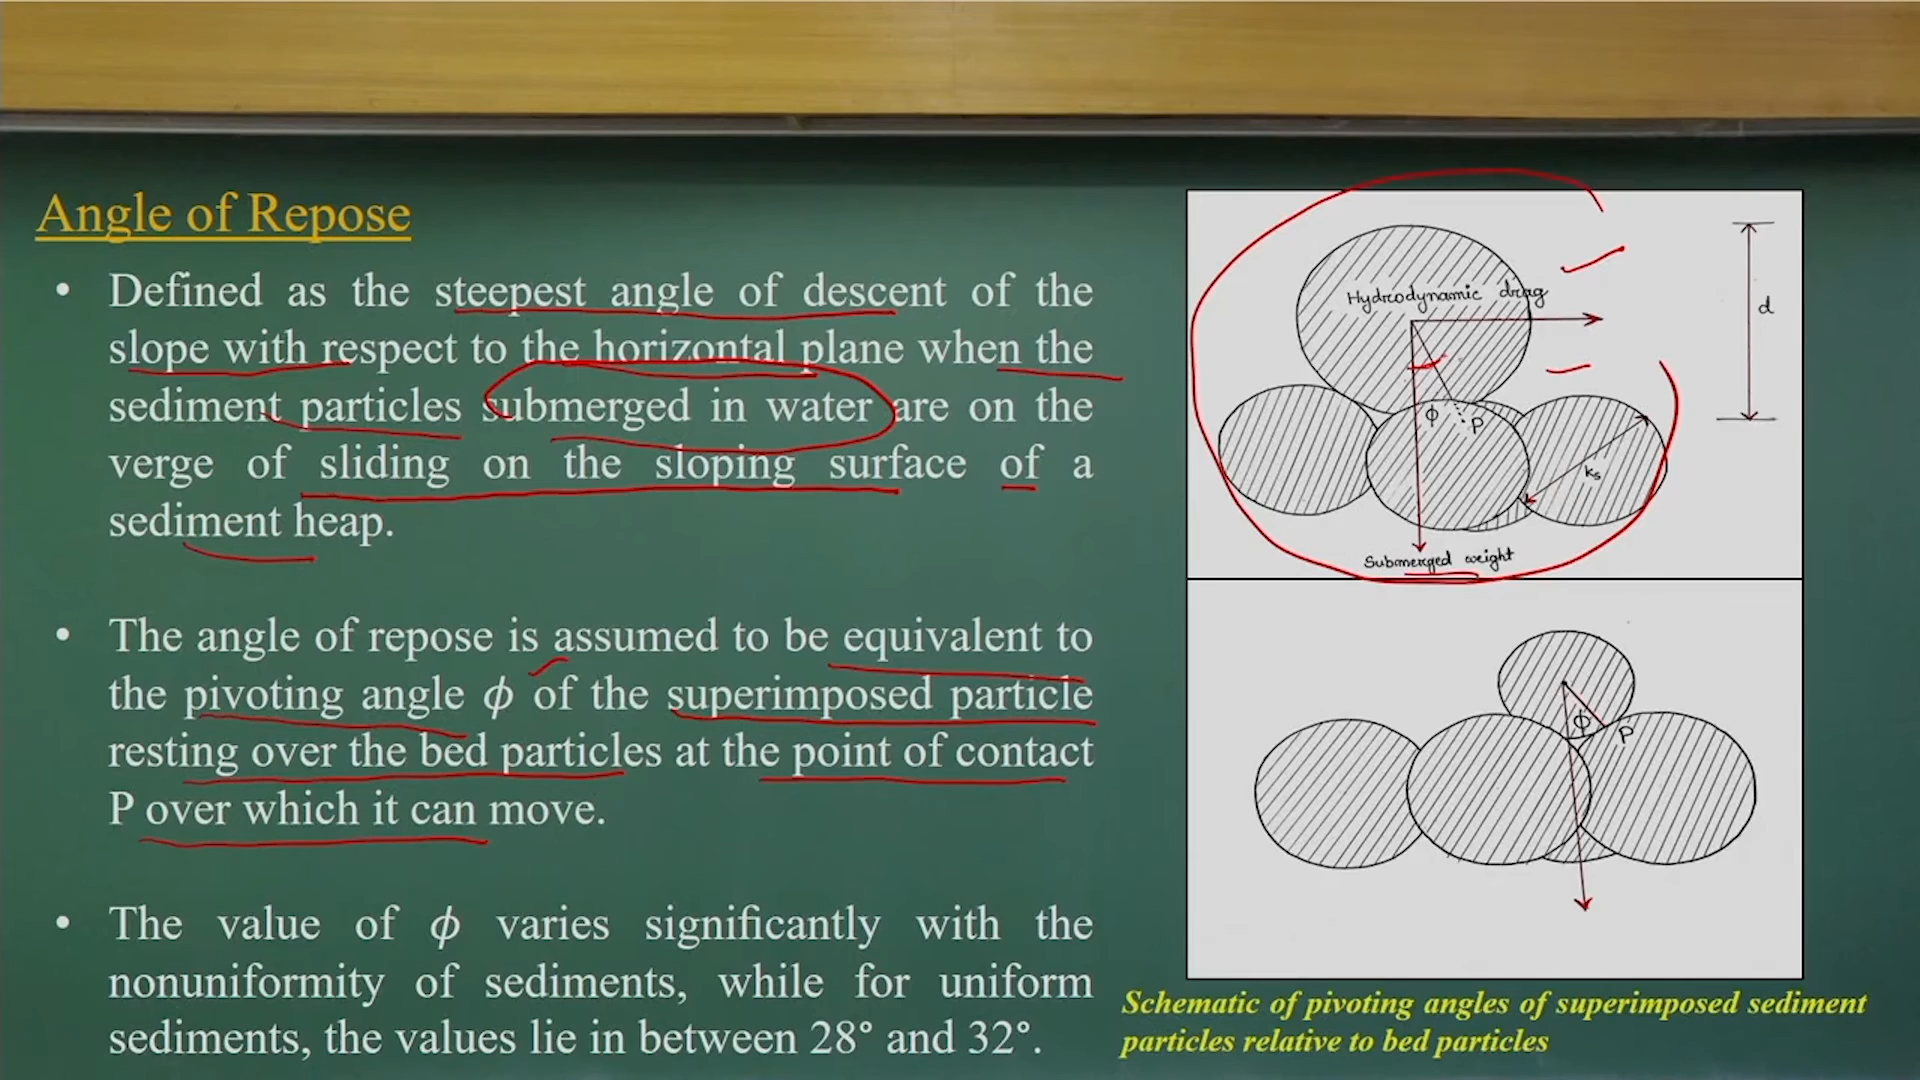 Angle of Repose
• Defined as the steepest angle of descent of the
slope with respect to the horizontal plane when the
sediment particles submerged in water are on the
verge of sliding on the sloping surface of a
sediment heap.
• The angle of repose is assumed to be equivalent to
the pivoting angle ϕ of the superimposed particle
resting over the bed particles at the point of contact
P over which it can move.
• The value of ϕ varies significantly with the
nonuniformity of sediments, while for uniform
sediments, the values lie in between 28° and 32°.
Hydrodynamic drag
d
ϕ
P
ks
Submerged weight
ϕ
P
Schematic of pivoting angles of superimposed sediment
particles relative to bed particles